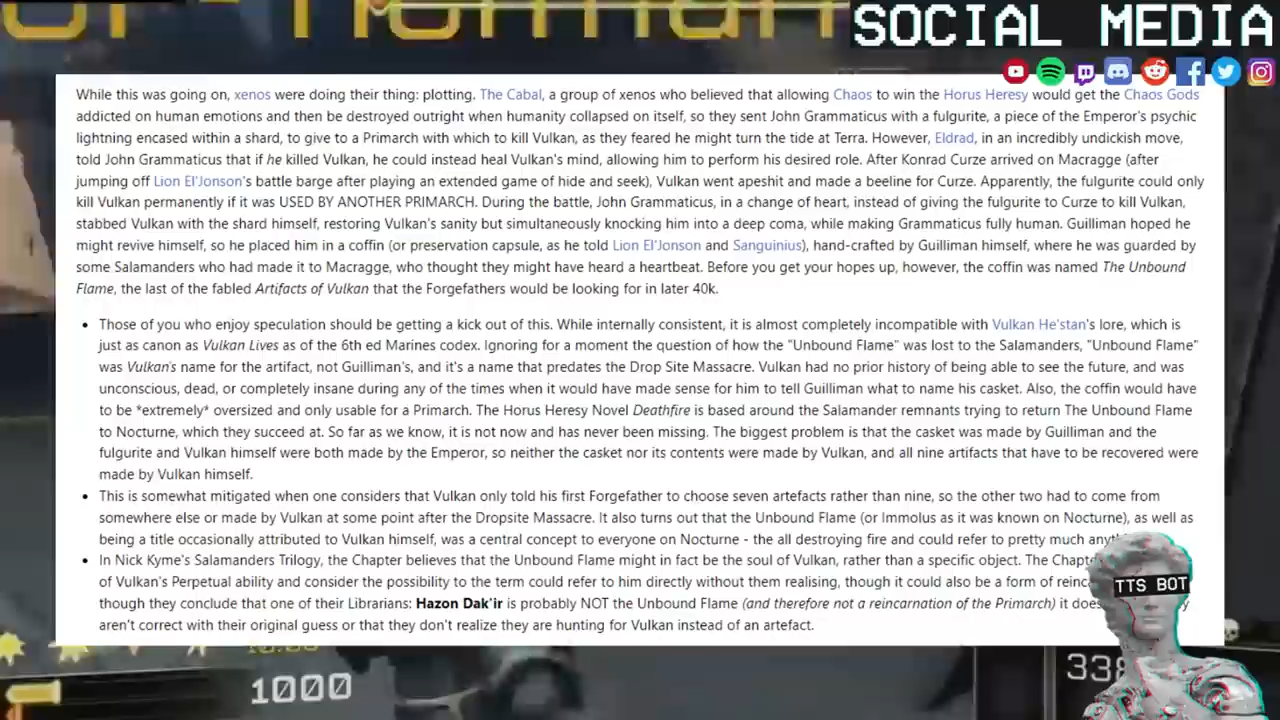 SOCIAL MEDIA
While this was going on, xenos were doing their thing: plotting. The Cabal, a group of xenos who believed that allowing Chaos to win the Horus Heresy would get the Chaos Gods
addicted on human emotions and then be destroyed outright when humanity collapsed on itself, so they sent John Grammaticus with a fulgurite, a piece of the Emperor's psychic
lightning encased within a shard, to give to a Primarch with which to kill Vulkan, as they feared he might turn the tide at Terra. However, Eldrad, in an incredibly undickish move,
told John Grammaticus that if he killed Vulkan, he could instead heal Vulkan's mind, allowing him to perform his desired role. After Konrad Curze arrived on Macragge (after
jumping off Lion El'Jonson's battle barge after playing an extended game of hide and seek), Vulkan went apeshit and made a beeline for Curze. Apparently, the fulgurite could only
kill Vulkan permanently if it was USED BY ANOTHER PRIMARCH. During the battle, John Grammaticus, in a change of heart, instead of giving the fulgurite to Curze to kill Vulkan,
stabbed Vulkan with the shard himself, restoring Vulkan's sanity but simultaneously knocking him into a deep coma, while making Grammaticus fully human. Guilliman hoped he
might revive himself, so he placed him in a coffin (or preservation capsule, as he told Lion El'Jonson and Sanguinius), hand-crafted by Guilliman himself, where he was guarded by
some Salamanders who had made it to Macragge, who thought they might have heard a heartbeat. Before you get your hopes up, however, the coffin was named The Unbound
Flame, the last of the fabled Artifacts of Vulkan that the Forgefathers would be looking for in later 40k.
• Those of you who enjoy speculation should be getting a kick out of this. While internally consistent, it is almost completely incompatible with Vulkan He'stan's lore, which is
just as canon as Vulkan Lives as of the 6th ed Marines codex. Ignoring for a moment the question of how the "Unbound Flame" was lost to the Salamanders, "Unbound Flame"
was Vulkan's name for the artifact, not Guilliman's, and it's a name that predates the Drop Site Massacre. Vulkan had no prior history of being able to see the future, and was
unconscious, dead, or completely insane during any of the times when it would have made sense for him to tell Guilliman what to name his casket. Also, the coffin would have
to be *extremely* oversized and only usable for a Primarch. The Horus Heresy Novel Deathfire is based around the Salamander remnants trying to return The Unbound Flame
to Nocturne, which they succeed at. So far as we know, it is not now and has never been missing. The biggest problem is that the casket was made by Guilliman and the
fulgurite and Vulkan himself were both made by the Emperor, so neither the casket nor its contents were made by Vulkan, and all nine artifacts that have to be recovered were
made by Vulkan himself.
• This is somewhat mitigated when one considers that Vulkan only told his first Forgefather to choose seven artefacts rather than nine, so the other two had to come from
somewhere else or made by Vulkan at some point after the Dropsite Massacre. It also turns out that the Unbound Flame (or Immolus as it was known on Nocturne), as well as
being a title occasionally attributed to Vulkan himself, was a central concept to everyone on Nocturne - the all destroying fire and could refer to pretty much
• In Nick Kyme's Salamanders Trilogy, the Chapter believes that the Unbound Flame might in fact be the soul of Vulkan, rather than a specific object. The
of Vulkan's Perpetual ability and consider the possibility to the term could refer to him directly without them realising, though it could also be a form of
though they conclude that one of their Librarians: Hazon Dak'ir is probably NOT the Unbound Flame (and therefore not a reincarnation of the Primarch) it
aren't correct with their original guess or that they don't realize they are hunting for Vulkan instead of an artefact.
TTS BOT
1000